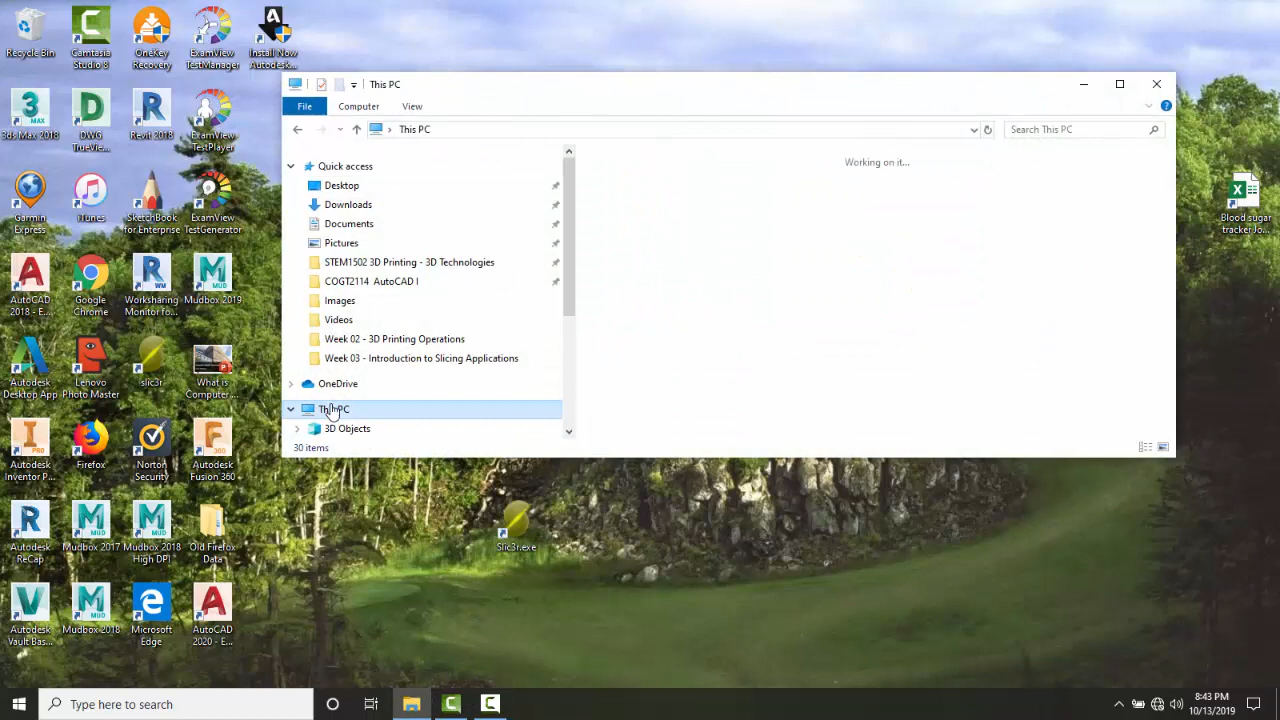 Recycle Bin
Camtasia Studio 8
OneKey Recovery
ExamView TestManager
Install Now Autodesk...
3ds Max 2018
DWG TrueView...
Revit 2018
ExamView TestPlayer
Garmin Express
iTunes
SketchBook for Enterprise
ExamView TestGenerator
AutoCAD 2018 - E...
Google Chrome
Worksharing Monitor fo...
Mudbox 2019
Autodesk Desktop App
Lenovo Photo Master
slic3r
What is Computer ...
Autodesk Inventor P...
Firefox
Norton Security
Autodesk Fusion 360
Autodesk ReCap
Mudbox 2017
Mudbox 2018 High DPI
Old Firefox Data
Autodesk Vault Bas...
Mudbox 2018
Microsoft Edge
AutoCAD 2020 - E...
This PC
File Computer View
This PC
Search This PC
Quick access
Desktop
Downloads
Documents
Pictures
STEM1502 3D Printing - 3D Technologies
COGT2114 AutoCAD I
Images
Videos
Week 02 - 3D Printing Operations
Week 03 - Introduction to Slicing Applications
OneDrive
This PC
3D Objects
30 items
Working on it...
Slic3r.exe
Blood sugar tracker Jo...
Type here to search
8:43 PM
10/13/2019